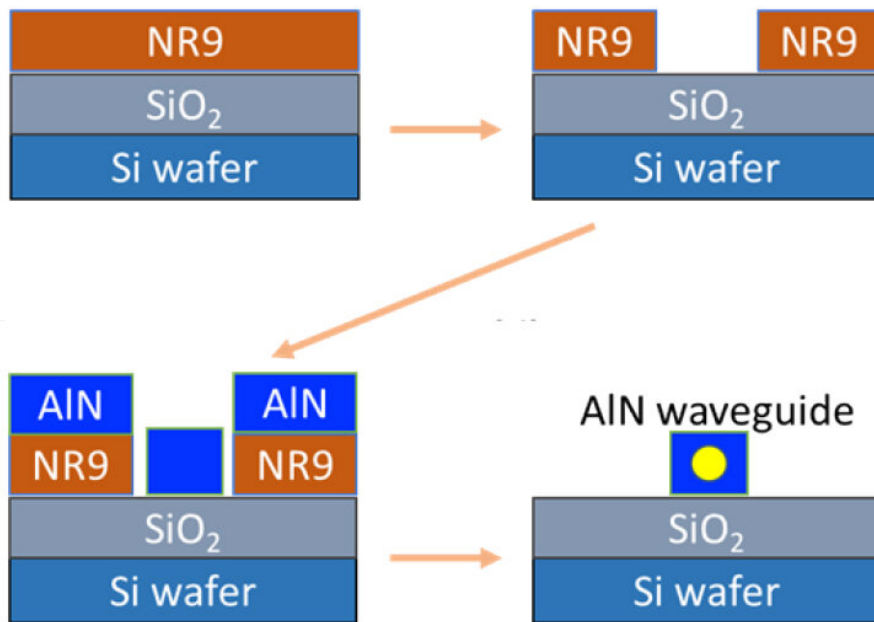 NR9
SiO₂
Si wafer
NR9 NR9
SiO₂
Si wafer
AlN AlN
NR9 NR9
SiO₂
Si wafer
AlN waveguide
SiO₂
Si wafer